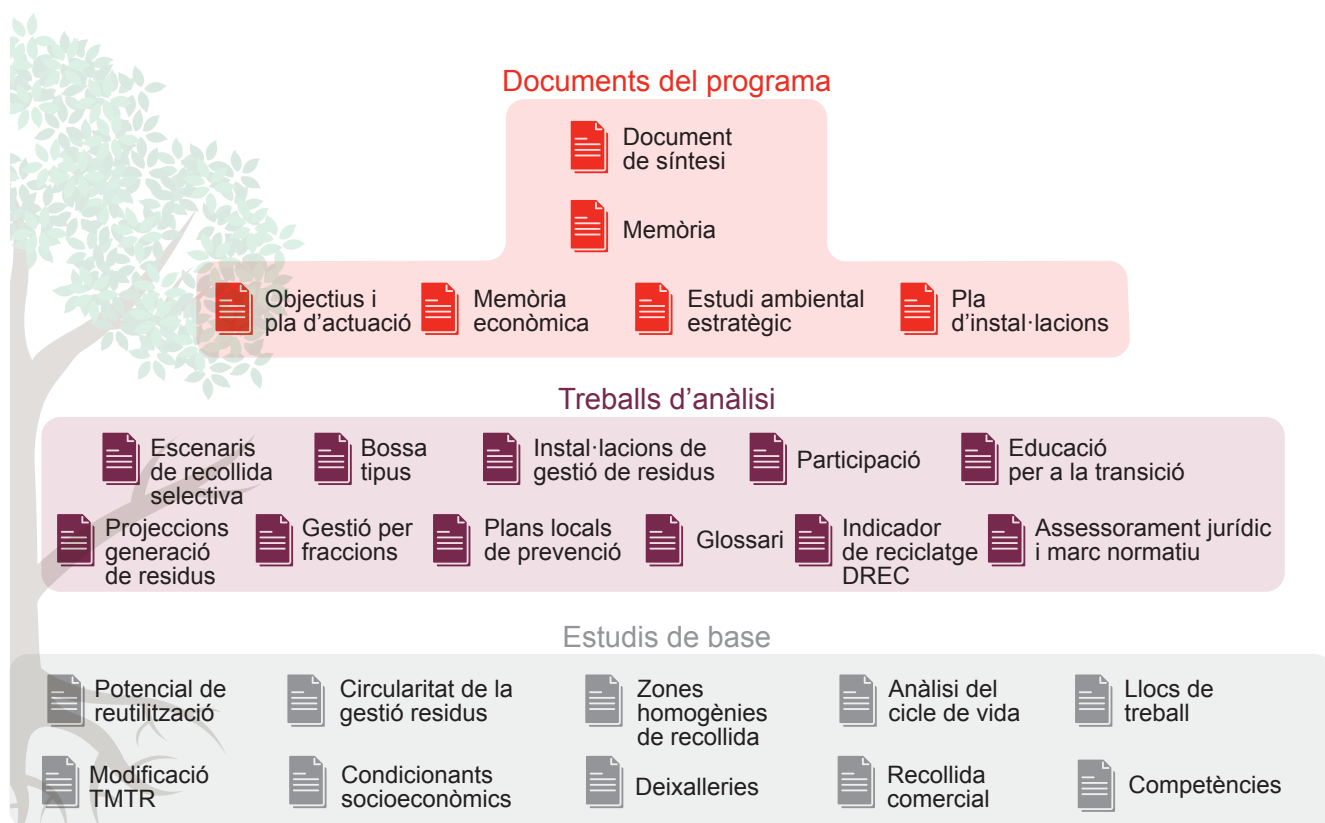 Documents del programa
Document
de síntesi
Memòria
Objectius i
pla d'actuació
Memòria
econòmica
Estudi ambiental
estratègic
Pla
d'instal·lacions
Treballs d'anàlisi
Escenaris
de recollida
selectiva
Bossa
tipus
Instal·lacions de
gestió de residus
Participació
Educació
per a la transició
Projeccions
generació
de residus
Gestió per
fraccions
Plans locals
de prevenció
Glossari
Indicador
de reciclatge
DREC
Assessorament jurídic
i marc normatiu
Estudis de base
Potencial de
reutilització
Circularitat de la
gestió residus
Zones
homogènies
de recollida
Anàlisi del
cicle de vida
Llocs de
treball
Modificació
TMTR
Condicionants
socioeconòmics
Deixalleries
Recollida
comercial
Competències